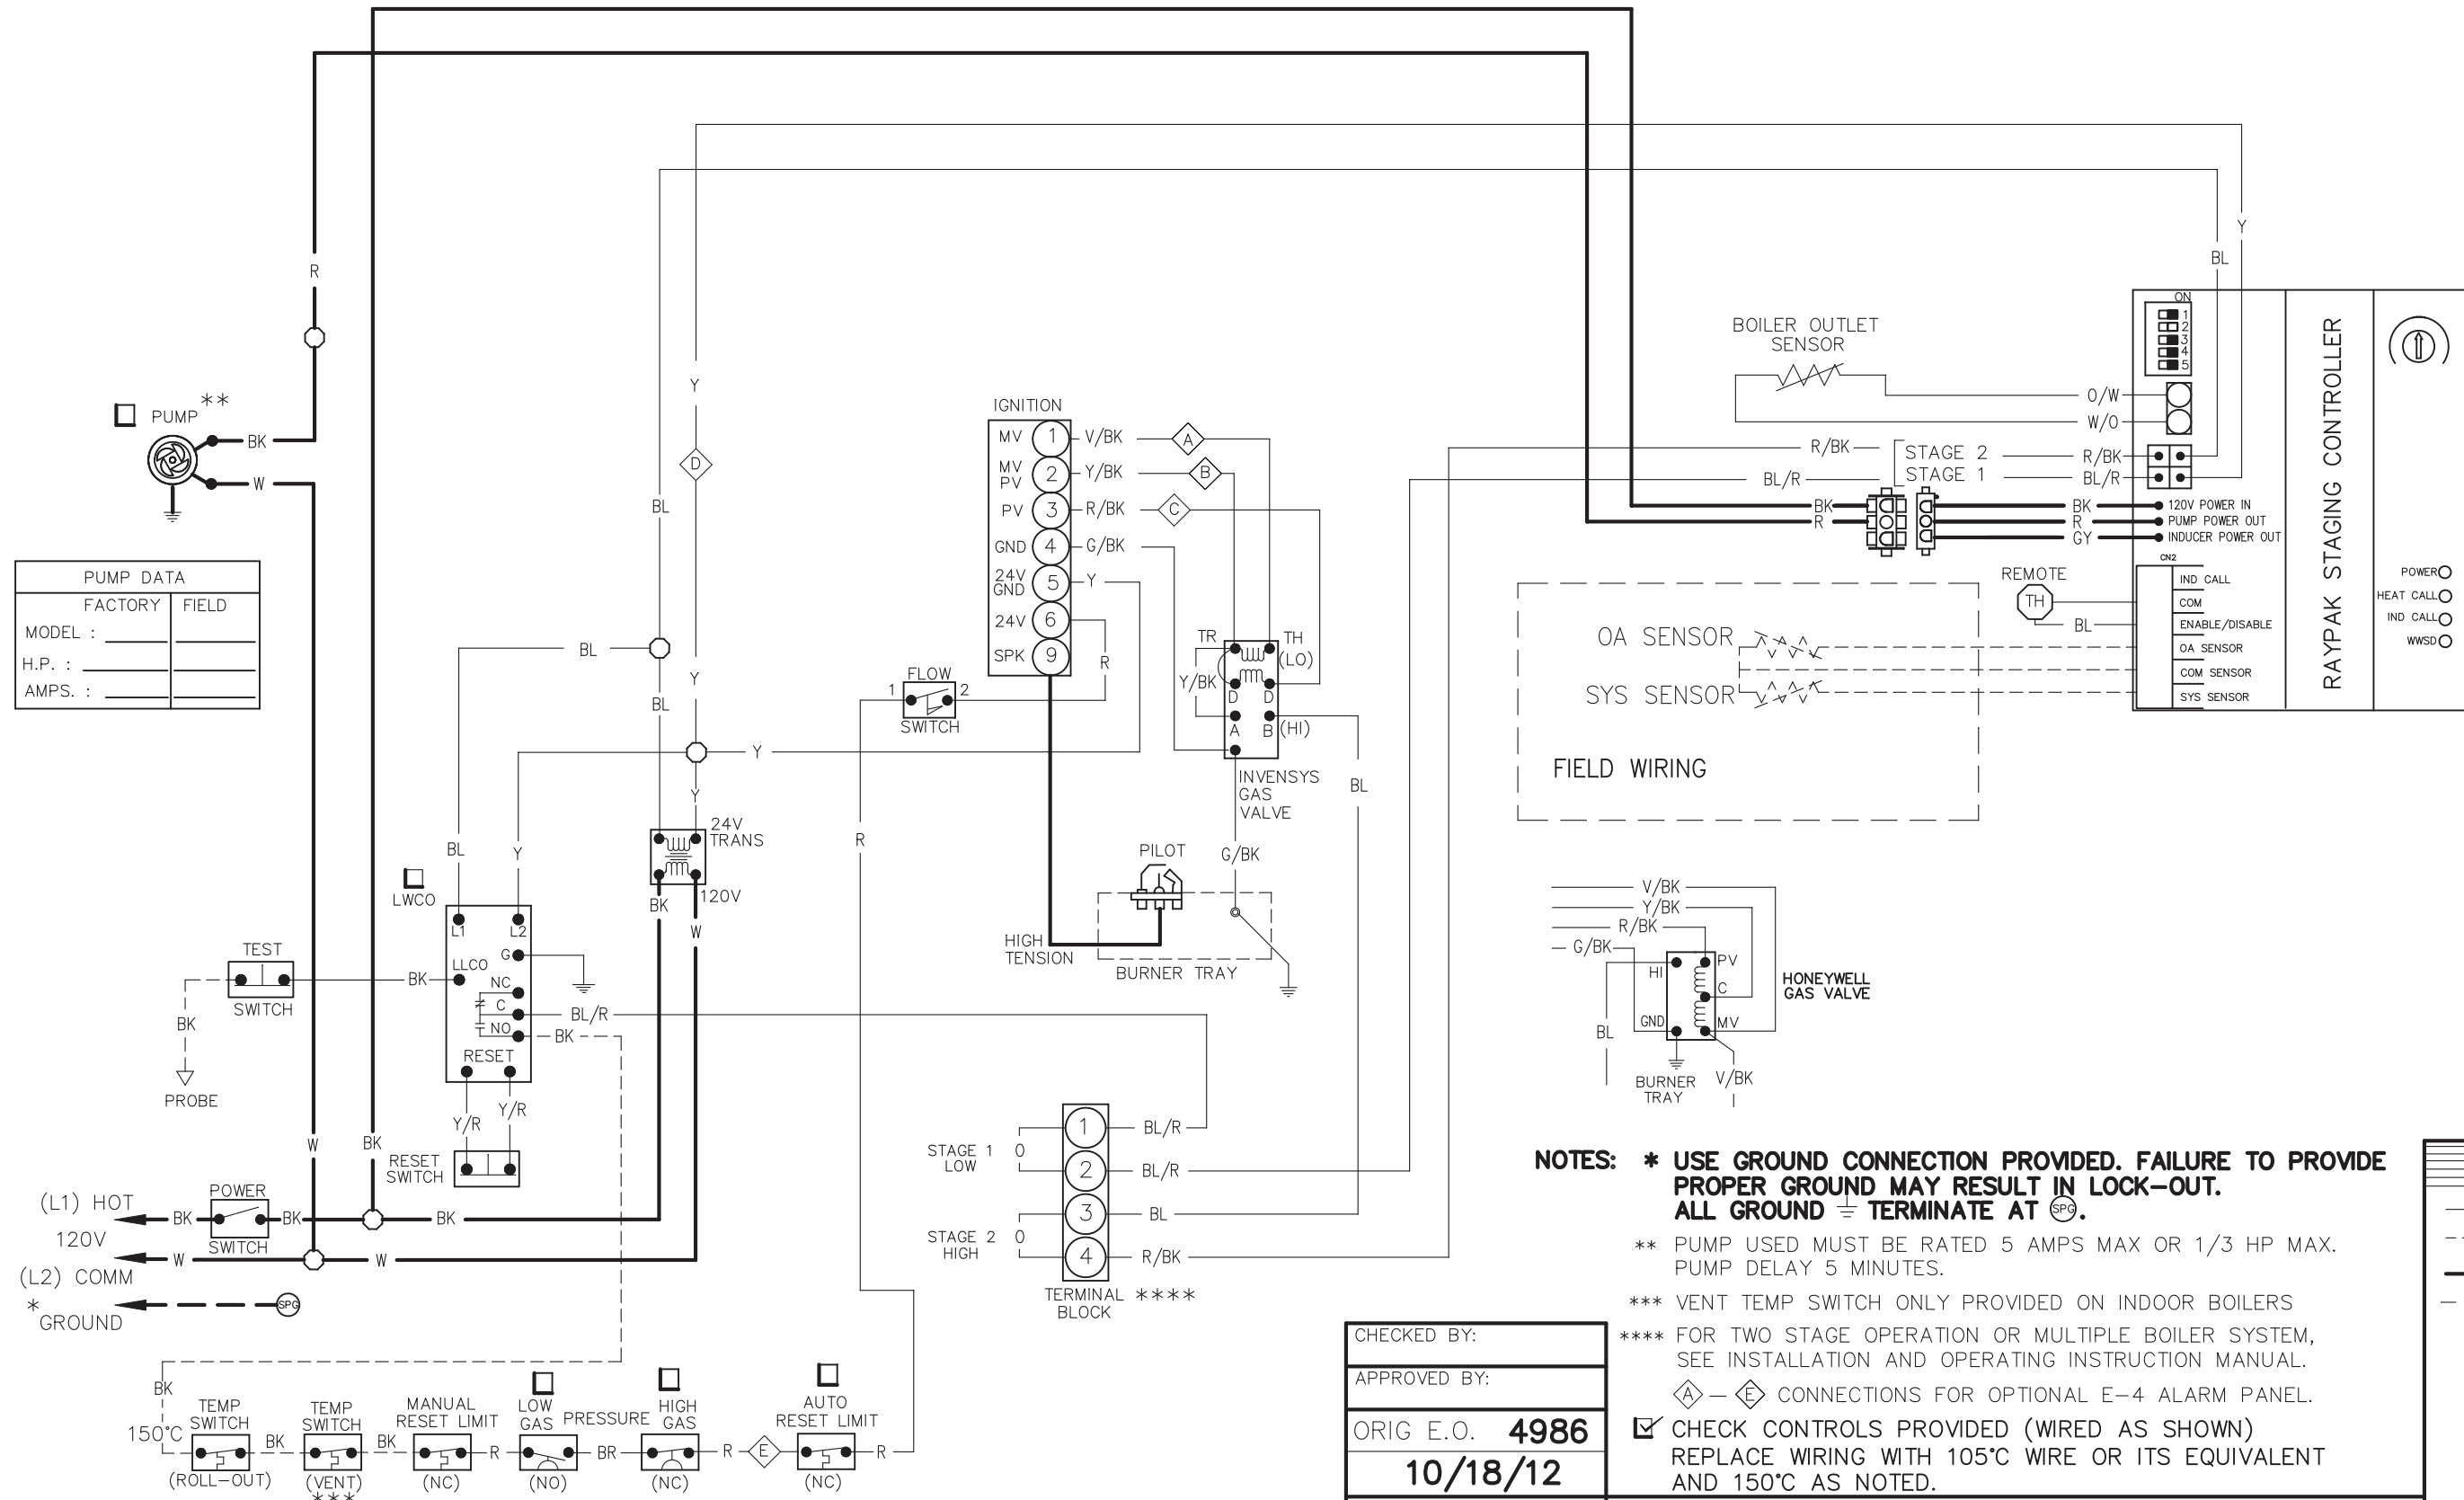 R
Y
BL
ON
1
2
3
4
5
RAYPAK STAGING CONTROLLER
BOILER OUTLET
SENSOR
O/W
W/O
Y
IGNITION
MV 1 V/BK A
MV
PV 2 Y/BK B
PV 3 R/BK C
GND 4 G/BK
24V
GND 5 Y
24V 6
SPK 9
R
PUMP **
BK
W
D
BL
R/BK STAGE 2 R/BK
BL/R STAGE 1 BL/R
BK BK 120V POWER IN
R R PUMP POWER OUT
GY INDUCER POWER OUT
CN2
IND CALL
COM
ENABLE/DISABLE
OA SENSOR
COM SENSOR
SYS SENSOR
POWER
HEAT CALL
IND CALL
WWSD
REMOTE
TH
BL
OA SENSOR
SYS SENSOR
FIELD WIRING
PUMP DATA
FACTORY FIELD
MODEL :
H.P. :
AMPS. :
BL
Y
BL
FLOW
1 2
SWITCH
TR TH
(LO)
Y/BK
D D
A B (HI)
INVENSYS
GAS
VALVE
BL
Y
Y
24V
TRANS
120V
BK
W
BL
Y
R
PILOT
G/BK
HIGH
TENSION
BURNER TRAY
V/BK
Y/BK
R/BK
G/BK
HI PV
C
GND MV
HONEYWELL
GAS VALVE
BL
BURNER
TRAY
V/BK
LWCO
L1 L2
G
LLCO
NC
C
NO
RESET
BL/R
BK
TEST
SWITCH
BK
BK
PROBE
Y/R
Y/R
RESET
SWITCH
W
BK
(L1) HOT
120V
(L2) COMM
*
GROUND
POWER
SWITCH
BK BK BK
W W
SPG
STAGE 1
LOW
O
STAGE 2
HIGH
O
1 BL/R
2 BL/R
3 BL
4 R/BK
TERMINAL ****
BLOCK
NOTES: * USE GROUND CONNECTION PROVIDED. FAILURE TO PROVIDE
PROPER GROUND MAY RESULT IN LOCK-OUT.
ALL GROUND TERMINATE AT SPG.
** PUMP USED MUST BE RATED 5 AMPS MAX OR 1/3 HP MAX.
PUMP DELAY 5 MINUTES.
*** VENT TEMP SWITCH ONLY PROVIDED ON INDOOR BOILERS
**** FOR TWO STAGE OPERATION OR MULTIPLE BOILER SYSTEM,
SEE INSTALLATION AND OPERATING INSTRUCTION MANUAL.
A – E CONNECTIONS FOR OPTIONAL E-4 ALARM PANEL.
CHECK CONTROLS PROVIDED (WIRED AS SHOWN)
REPLACE WIRING WITH 105°C WIRE OR ITS EQUIVALENT
AND 150°C AS NOTED.
CHECKED BY:
APPROVED BY:
ORIG E.O. 4986
10/18/12
BK
150°C
TEMP
SWITCH
(ROLL-OUT)
BK
TEMP
SWITCH
(VENT)
***
BK
MANUAL
RESET LIMIT
(NC)
R
LOW
GAS
(NO)
PRESSURE
BR
HIGH
GAS
(NC)
R
E
AUTO
RESET LIMIT
(NC)
R